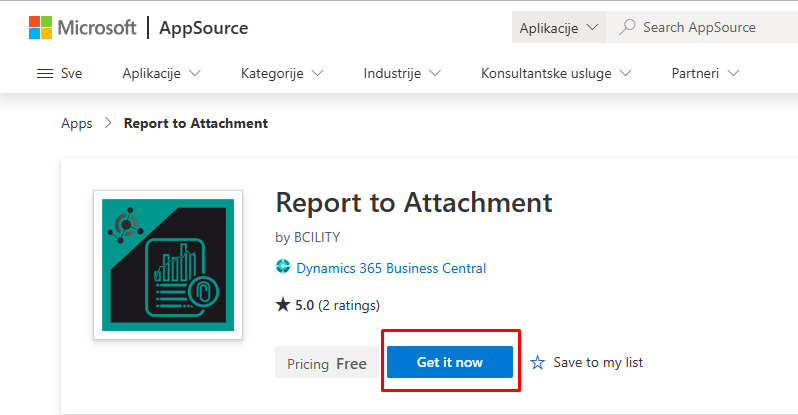 Microsoft | AppSource
Aplikacije
Search AppSource
Sve
Aplikacije
Kategorije
Industrije
Konsultantske usluge
Partneri
Apps > Report to Attachment
Report to Attachment
by BCILITY
Dynamics 365 Business Central
★ 5.0 (2 ratings)
Pricing Free
Get it now
Save to my list